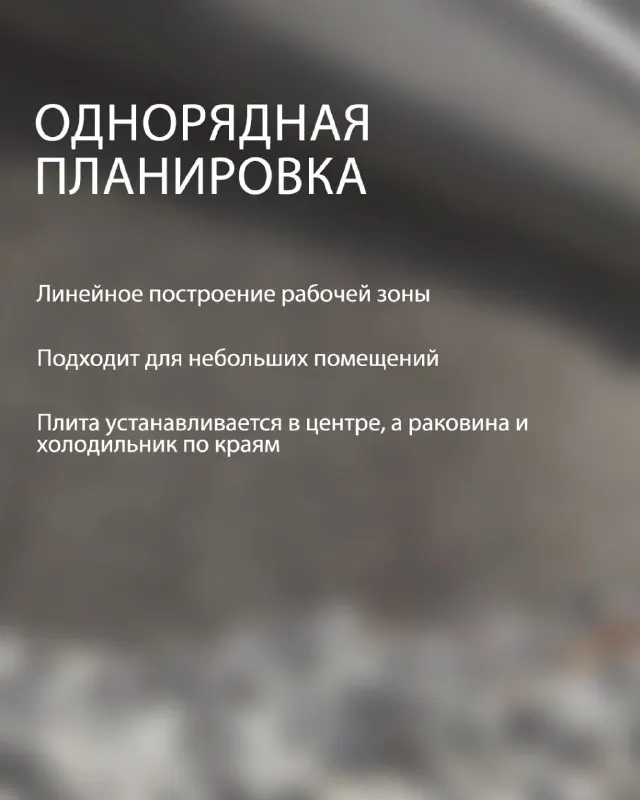 ОДНОРЯДНАЯ
ПЛАНИРОВКА
Линейное построение рабочей зоны
Подходит для небольших помещений
Плита устанавливается в центре, а раковина и
холодильник по краям